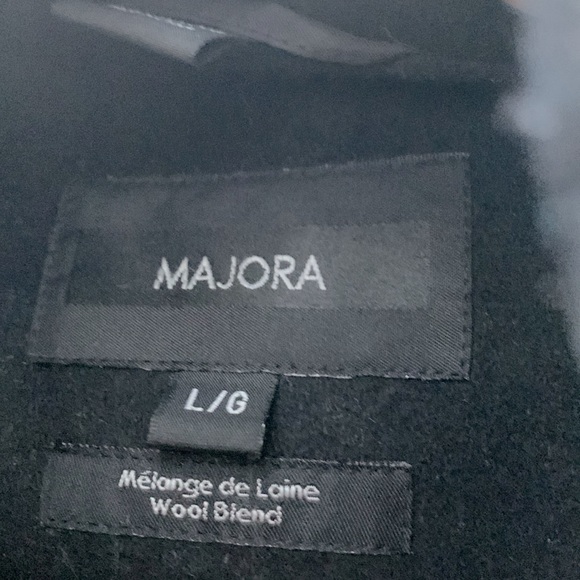 MAJORA
L/G
Mélange de Laine
Wool Blend